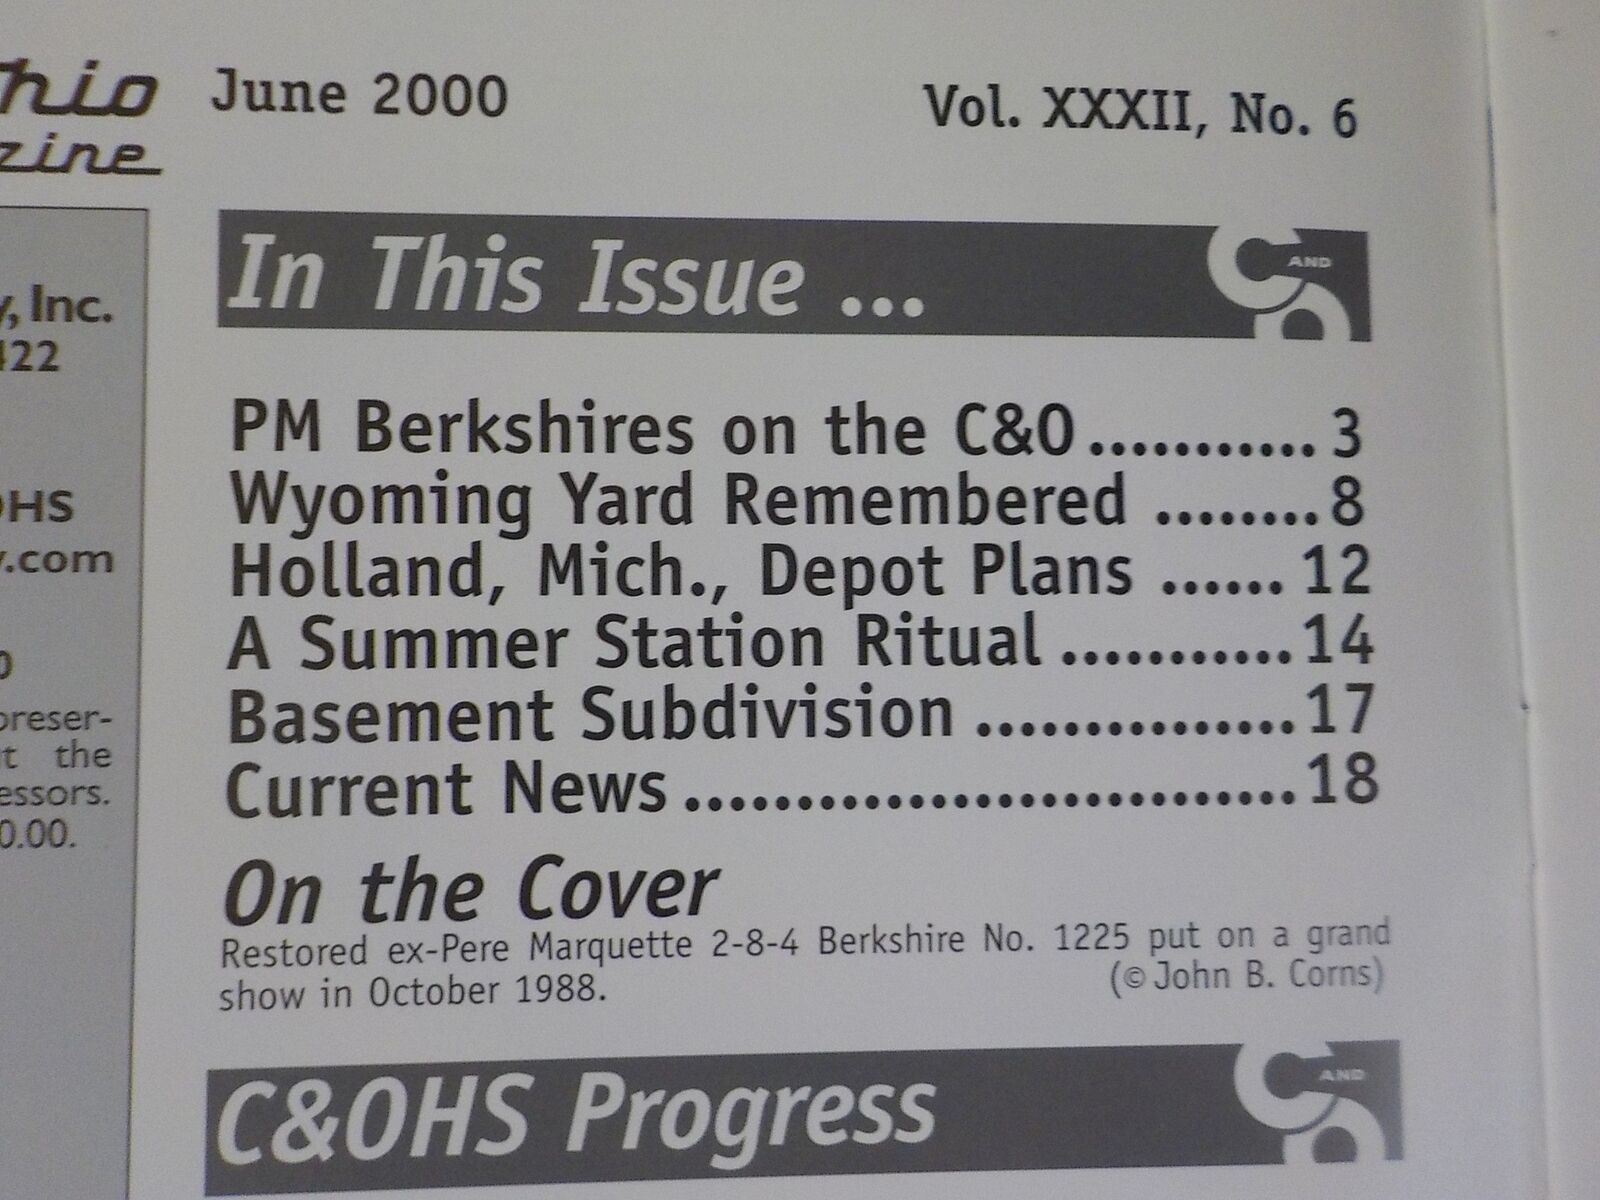 hio
zine
June 2000
Vol. XXXII, No. 6
y, Inc.
422
OHS
y.com
0
preser-
t the
essors.
0.00.
In This Issue ...
C AND O
PM Berkshires on the C&O...........3
Wyoming Yard Remembered ........8
Holland, Mich., Depot Plans ......12
A Summer Station Ritual ...........14
Basement Subdivision ...............17
Current News ............................18
On the Cover
Restored ex-Pere Marquette 2-8-4 Berkshire No. 1225 put on a grand
show in October 1988. (© John B. Corns)
C&OHS Progress
C AND O